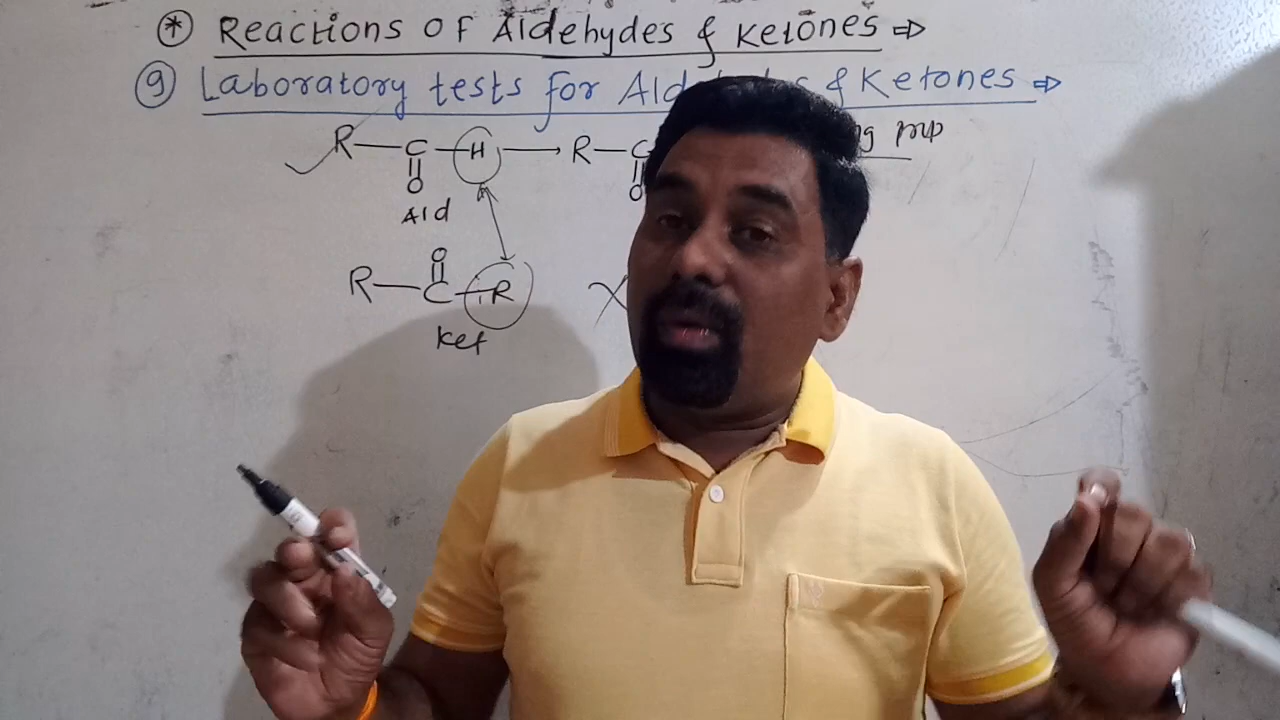 * Reactions of Aldehydes & Ketones ⇒
9 Laboratory tests for Ald & Ketones ⇒
R—C—H → R—C
O O
Ald
O
R—C—R X
Ket